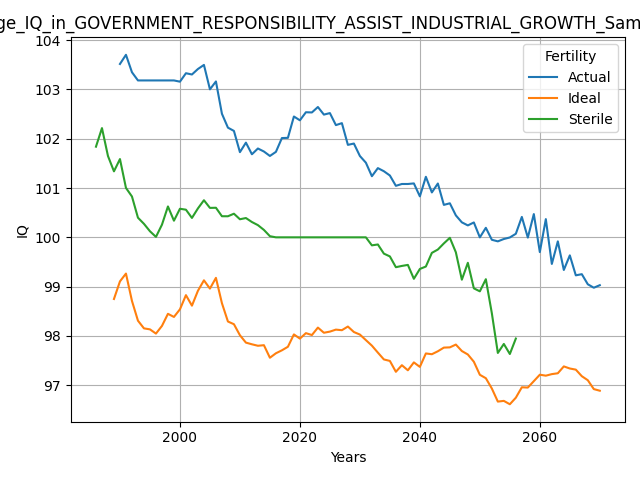 ge_IQ_in_GOVERNMENT_RESPONSIBILITY_ASSIST_INDUSTRIAL_GROWTH_Sam
104
103
102
101
100
99
98
97
IQ
Fertility
Actual
Ideal
Sterile
2000
2020
2040
2060
Years